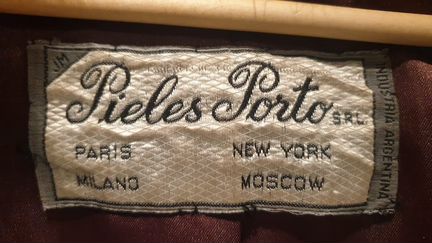 Pieles Porto S.R.L.
PARIS NEW YORK
MILANO MOSCOW
INDUSTRIA ARGENTINA